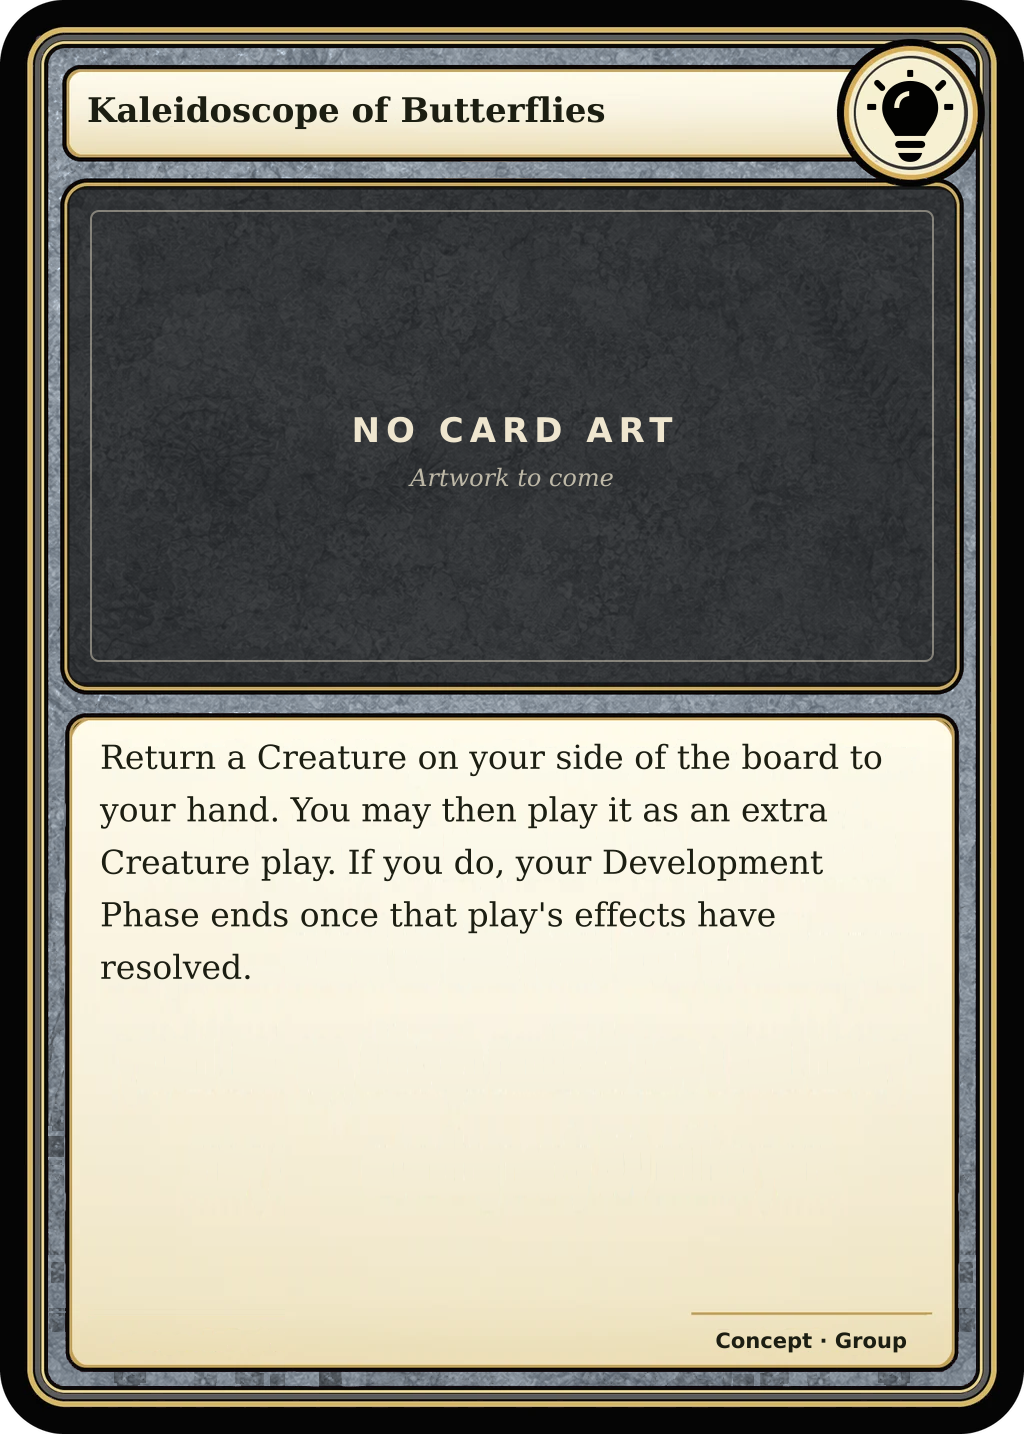 Kaleidoscope of Butterflies
NO CARD ART
Artwork to come
Return a Creature on your side of the board to
your hand. You may then play it as an extra
Creature play. If you do, your Development
Phase ends once that play's effects have
resolved.
Concept · Group